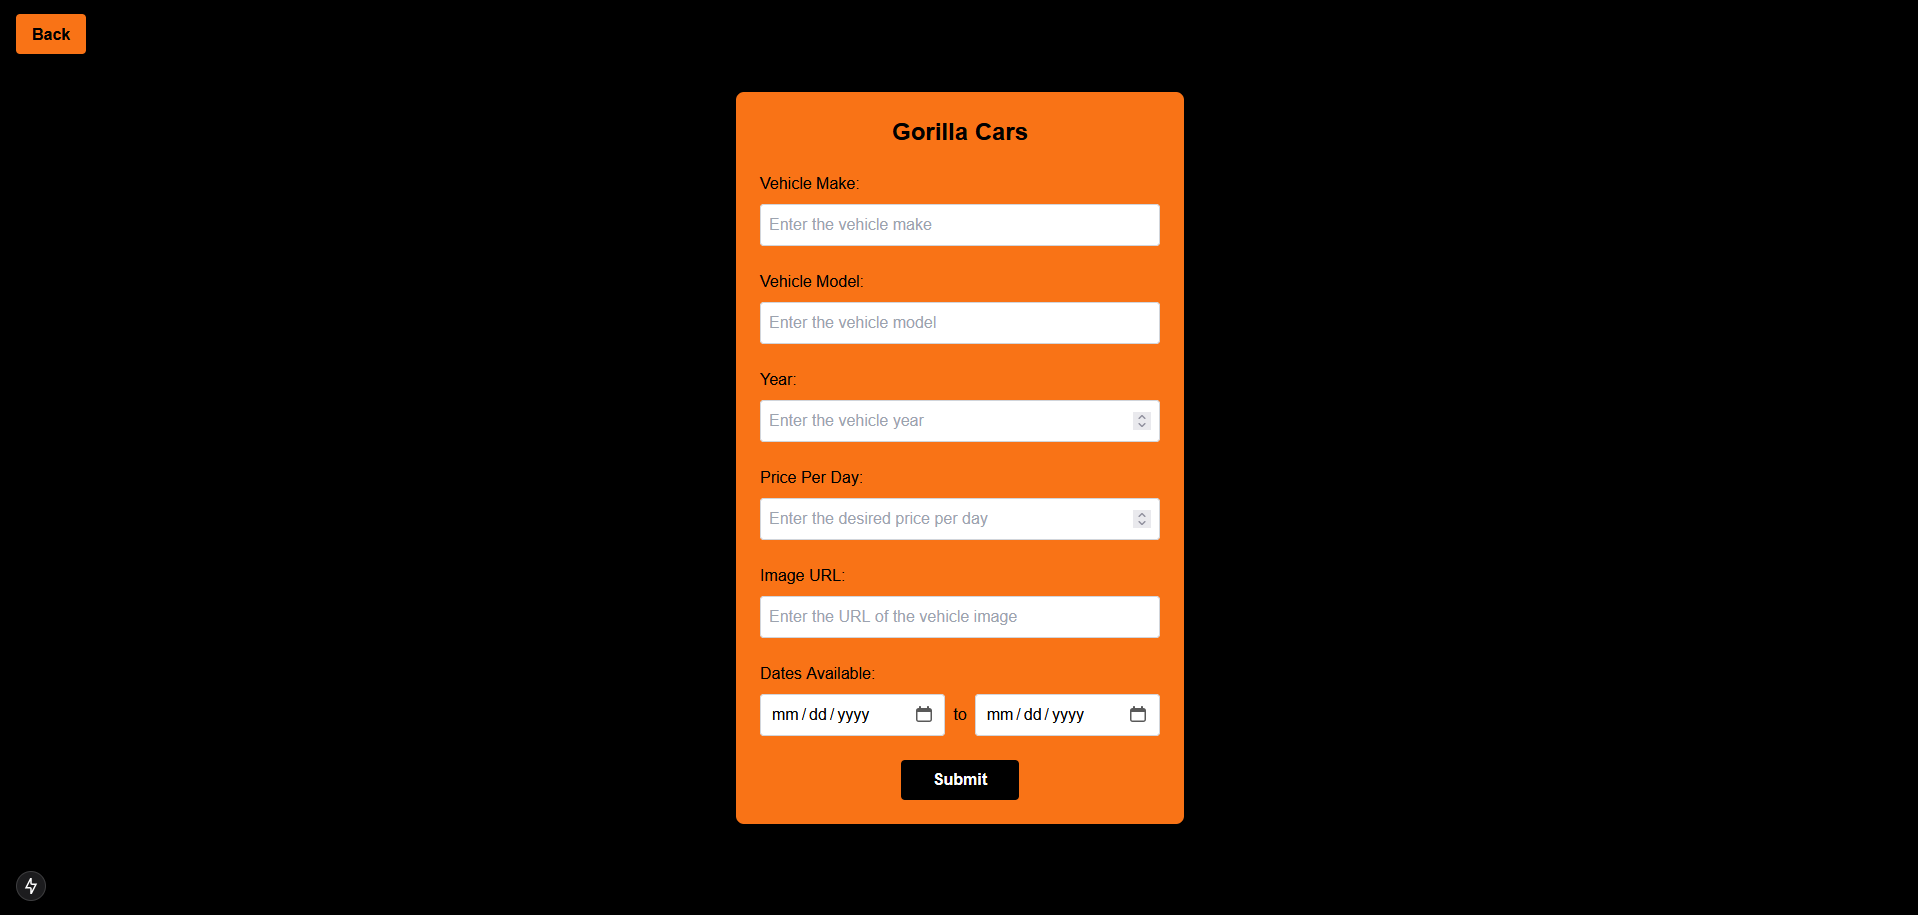 Back
Gorilla Cars
Vehicle Make:
Enter the vehicle make
Vehicle Model:
Enter the vehicle model
Year:
Enter the vehicle year
Price Per Day:
Enter the desired price per day
Image URL:
Enter the URL of the vehicle image
Dates Available:
mm/dd/yyyy to mm/dd/yyyy
Submit